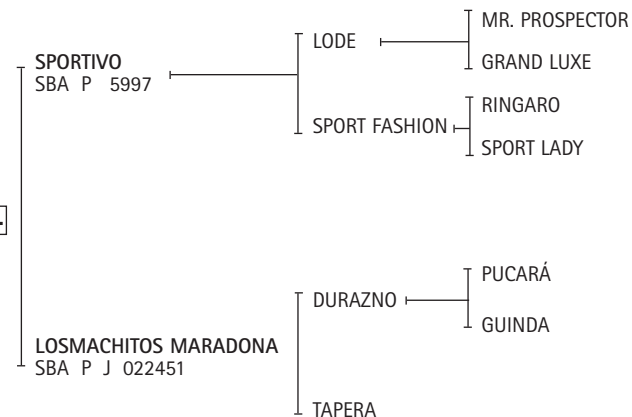 MR. PROSPECTOR
LODE
GRAND LUXE
SPORTIVO
SBA P 5997
RINGARO
SPORT FASHION
SPORT LADY
PUCARÁ
DURAZNO
GUINDA
LOSMACHITOS MARADONA
SBA P J 022451
TAPERA